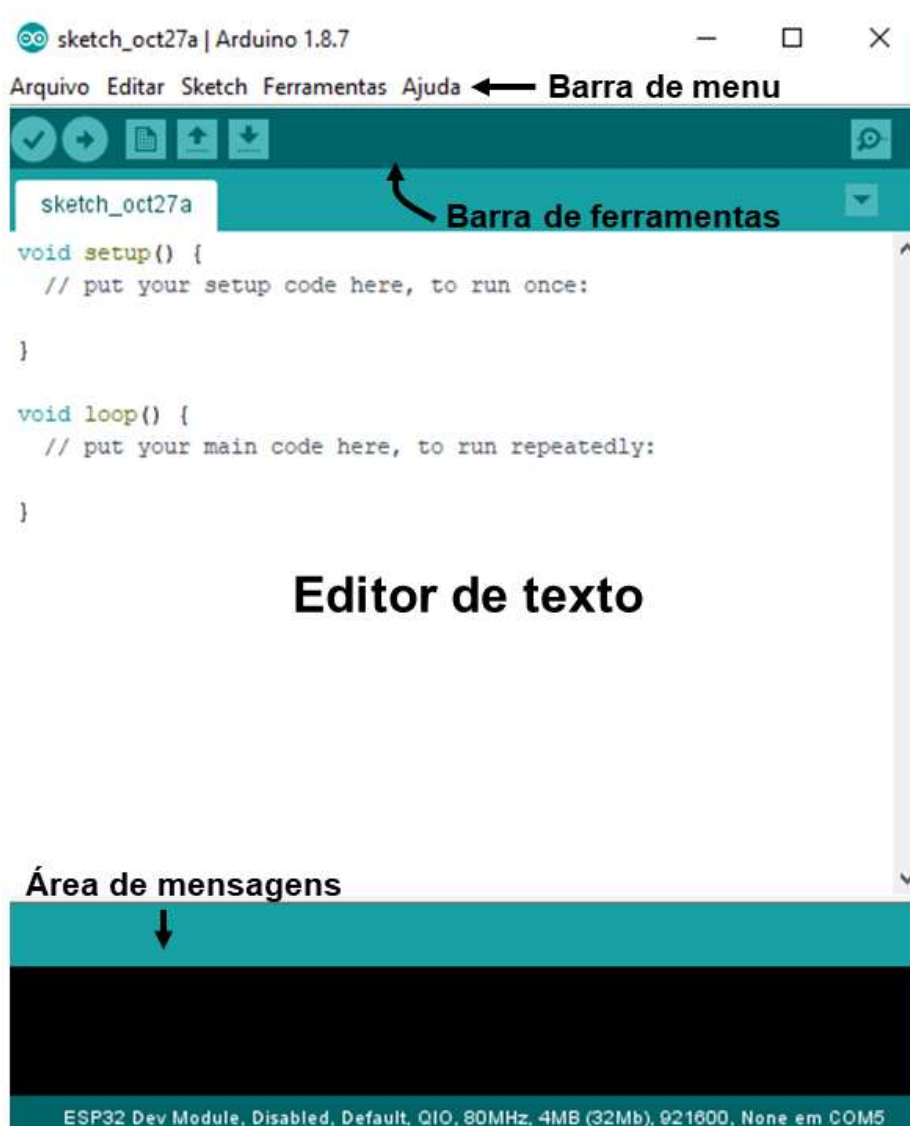 sketch_oct27a | Arduino 1.8.7
Arquivo Editar Sketch Ferramentas Ajuda Barra de menu
sketch_oct27a
Barra de ferramentas
void setup() {
// put your setup code here, to run once:
}
void loop() {
// put your main code here, to run repeatedly:
}
Editor de texto
Área de mensagens
ESP32 Dev Module, Disabled, Default, QIO, 80MHz, 4MB (32Mb), 921600, None em COM5